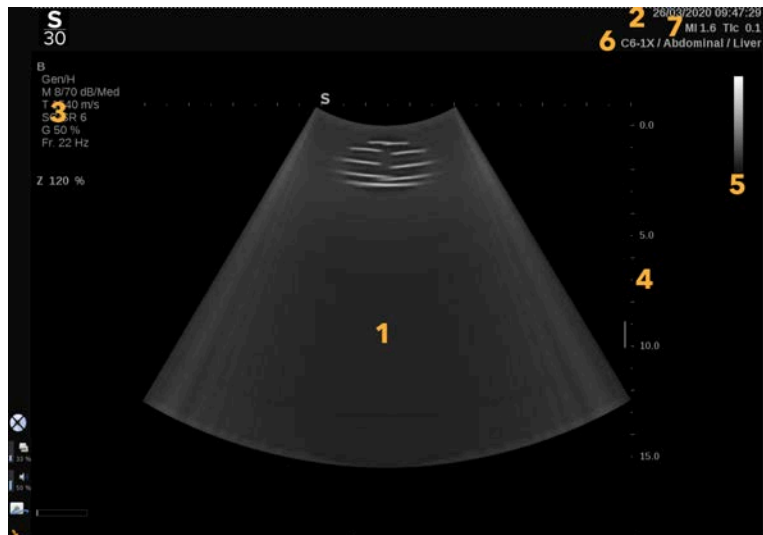 S
30
2
26/03/2020 09:47:29
7
MI 1.6 TIc 0.1
6
C6-1X / Abdominal / Liver
B
Gen/H
M 8/70 dB/Med
3
G 50 %
Fr. 22 Hz
Z 120 %
S
0.0
5
5.0
4
1
10.0
15.0
33 %
50 %